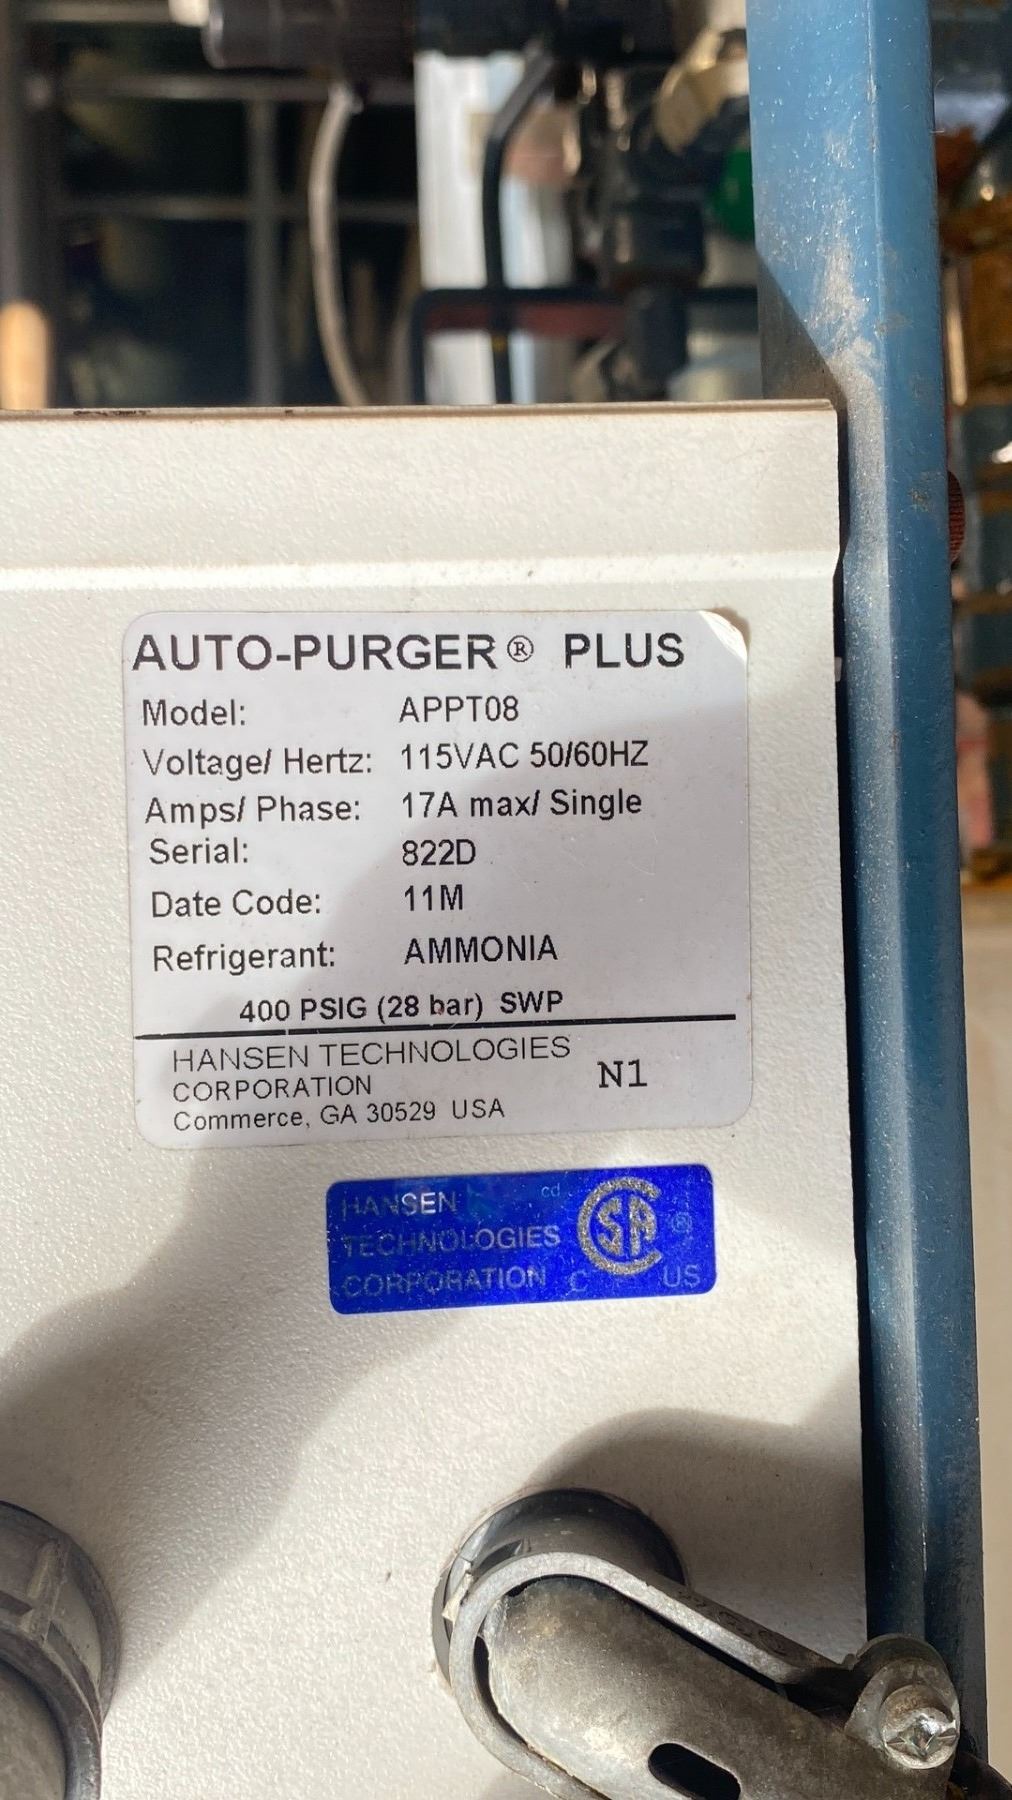 AUTO-PURGER® PLUS
Model: APPT08
Voltage/ Hertz: 115VAC 50/60HZ
Amps/ Phase: 17A max/ Single
Serial: 822D
Date Code: 11M
Refrigerant: AMMONIA
400 PSIG (28 bar) SWP
HANSEN TECHNOLOGIES
CORPORATION
N1
Commerce, GA 30529 USA
HANSEN cd
TECHNOLOGIES
CORPORATION
CSA ®
C US